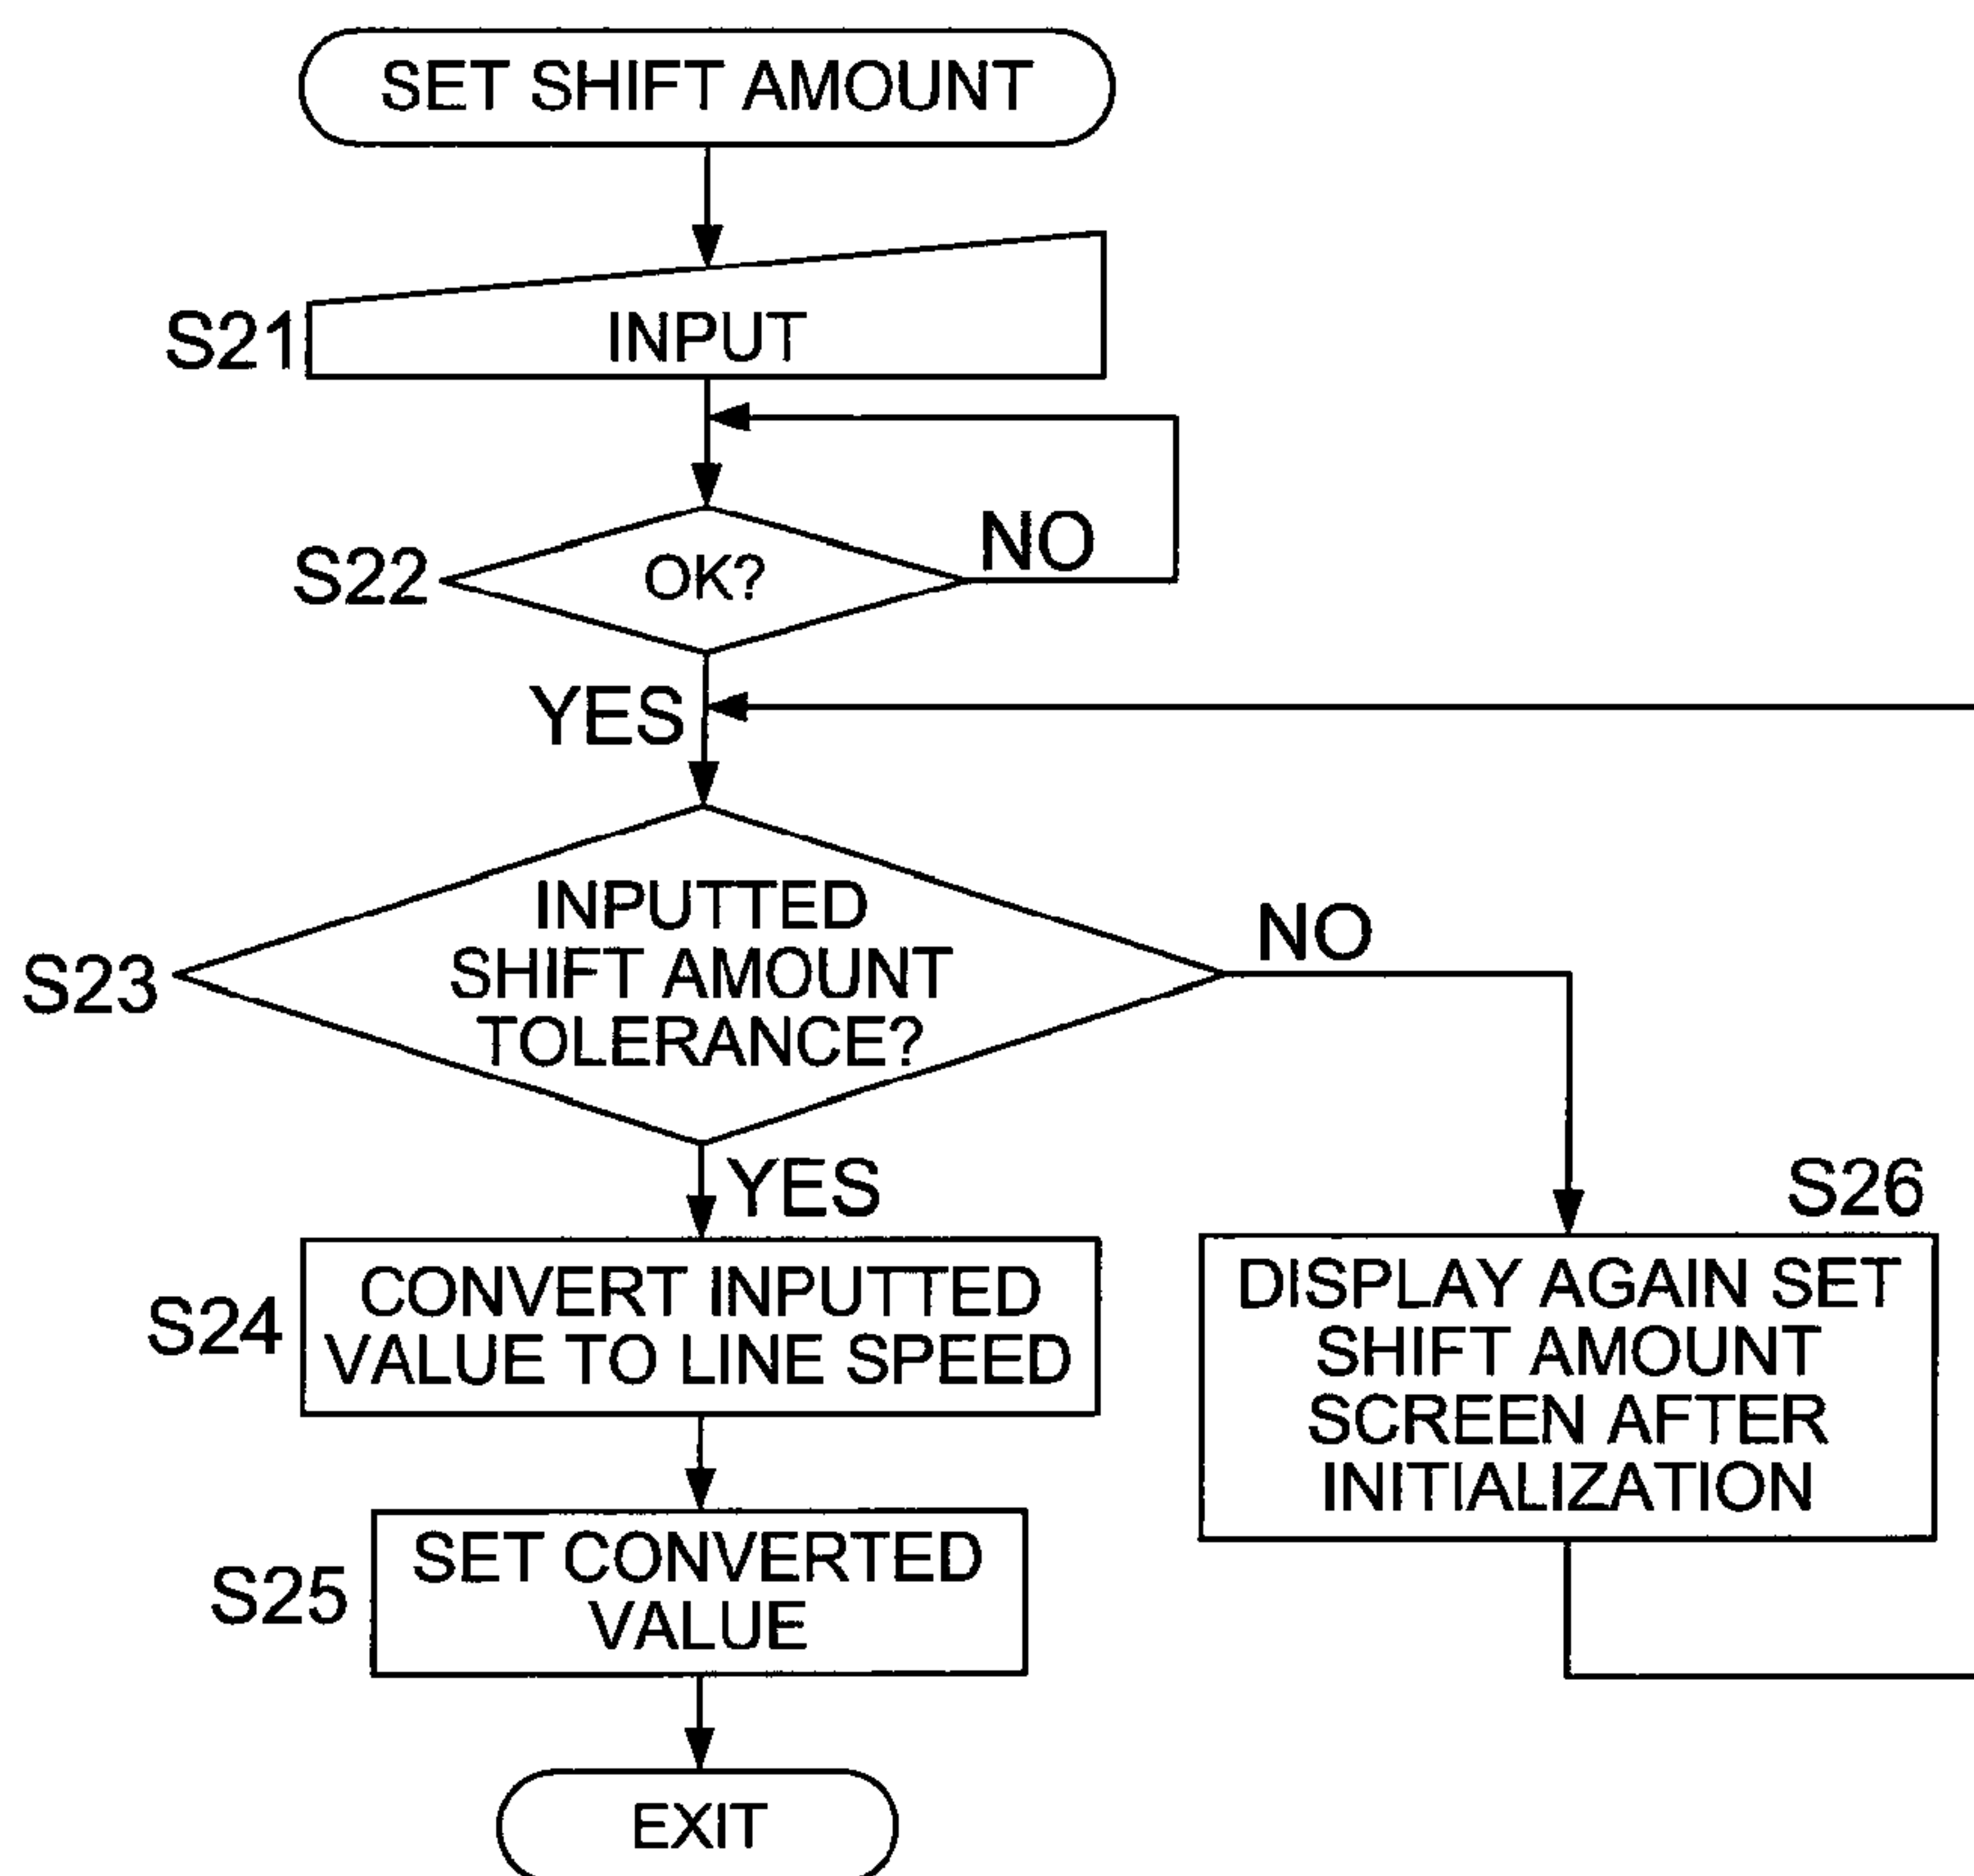 SET SHIFT AMOUNT
S21
INPUT
S22
OK?
NO
YES
S23
INPUTTED
SHIFT AMOUNT
TOLERANCE?
NO
YES
S24
CONVERT INPUTTED
VALUE TO LINE SPEED
S26
DISPLAY AGAIN SET
SHIFT AMOUNT
SCREEN AFTER
INITIALIZATION
S25
SET CONVERTED
VALUE
EXIT